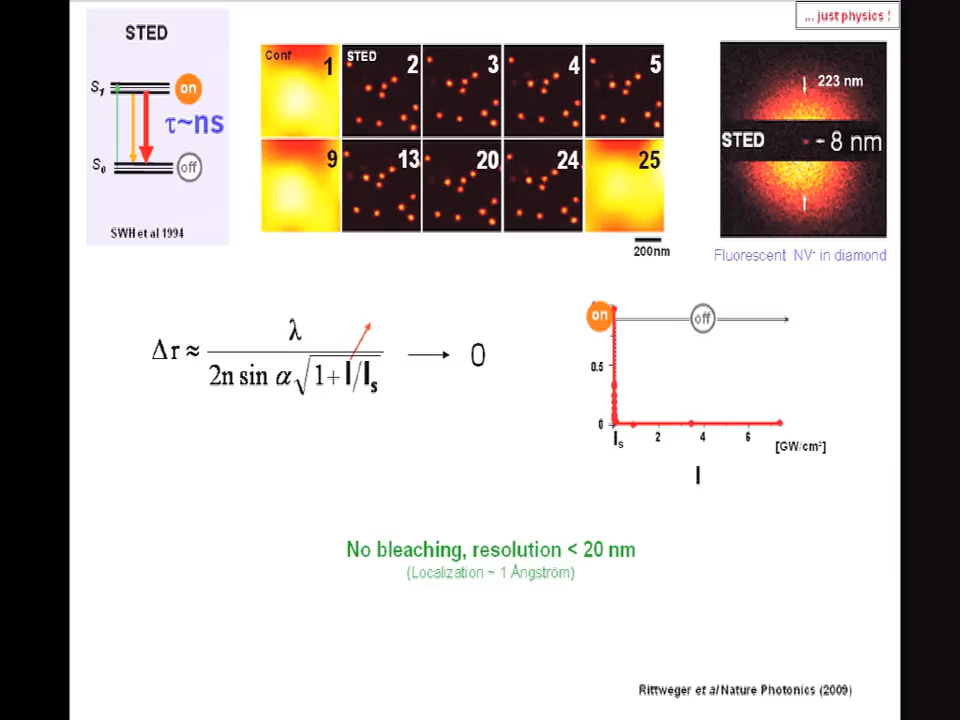 ... just physics !
STED
S1
on
τ~ns
S0
off
SWH et al 1994
Conf
1
STED
2
3
4
5
9
13
20
24
25
200nm
223 nm
STED
8 nm
Fluorescent NV- in diamond
Δr ≈ λ / 2n sin α √1+I/Is → 0
on
off
0.5
0
Is
2
4
6
[GW/cm²]
I
No bleaching, resolution < 20 nm
(Localization ~ 1 Ångström)
Rittweger et al Nature Photonics (2009)